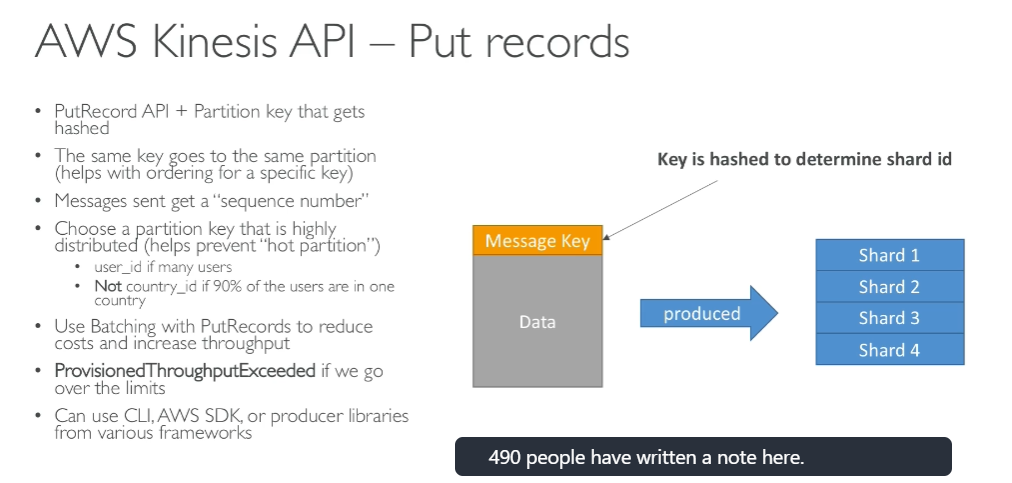 AWS Kinesis API – Put records
• PutRecord API + Partition key that gets
hashed
• The same key goes to the same partition
(helps with ordering for a specific key)
• Messages sent get a “sequence number”
• Choose a partition key that is highly
distributed (helps prevent “hot partition”)
• user_id if many users
• Not country_id if 90% of the users are in one
country
• Use Batching with PutRecords to reduce
costs and increase throughput
• ProvisionedThroughputExceeded if we go
over the limits
• Can use CLI, AWS SDK, or producer libraries
from various frameworks
Key is hashed to determine shard id
Message Key
Data
produced
Shard 1
Shard 2
Shard 3
Shard 4
490 people have written a note here.